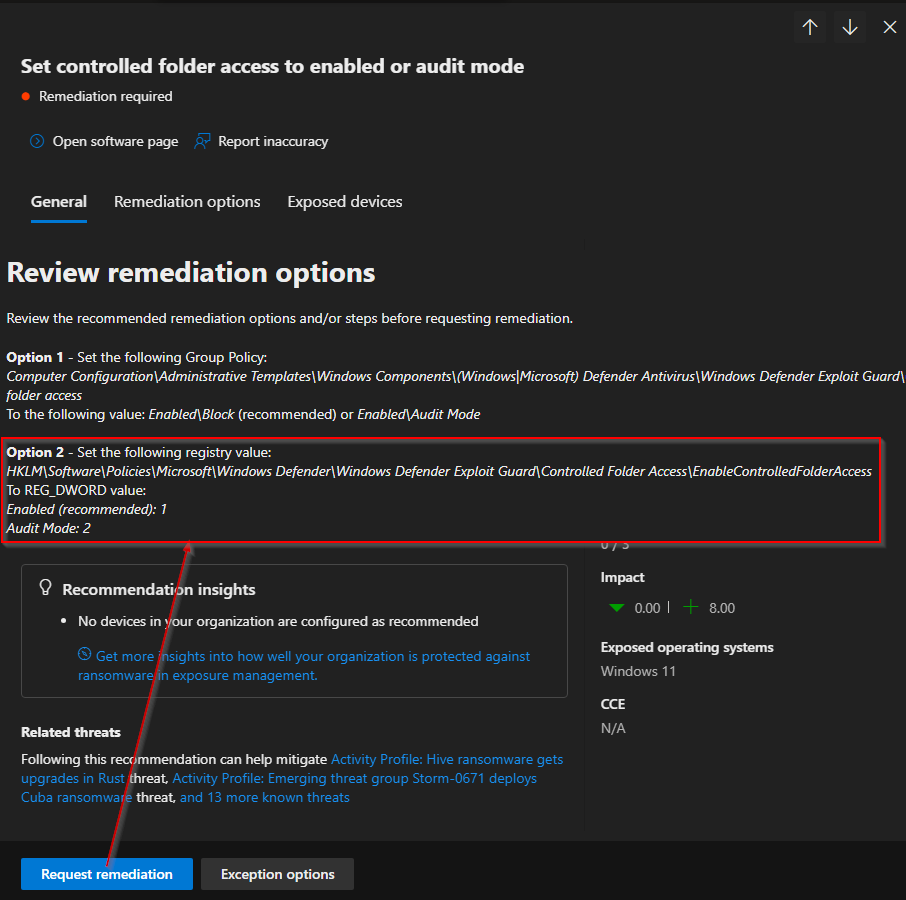 Set controlled folder access to enabled or audit mode
Remediation required
Open software page
Report inaccuracy
General
Remediation options
Exposed devices
Review remediation options
Review the recommended remediation options and/or steps before requesting remediation.
Option 1 - Set the following Group Policy:
Computer Configuration\Administrative Templates\Windows Components\(Windows|Microsoft) Defender Antivirus\Windows Defender Exploit Guard\
folder access
To the following value: Enabled\Block (recommended) or Enabled\Audit Mode
Option 2 - Set the following registry value:
HKLM\Software\Policies\Microsoft\Windows Defender\Windows Defender Exploit Guard\Controlled Folder Access\EnableControlledFolderAccess
To REG_DWORD value:
Enabled (recommended): 1
Audit Mode: 2
Recommendation insights
• No devices in your organization are configured as recommended
Get more insights into how well your organization is protected against
ransomware in exposure management.
Related threats
Following this recommendation can help mitigate Activity Profile: Hive ransomware gets
upgrades in Rust threat, Activity Profile: Emerging threat group Storm-0671 deploys
Cuba ransomware threat, and 13 more known threats
Impact
0.00 | + 8.00
Exposed operating systems
Windows 11
CCE
N/A
Request remediation
Exception options